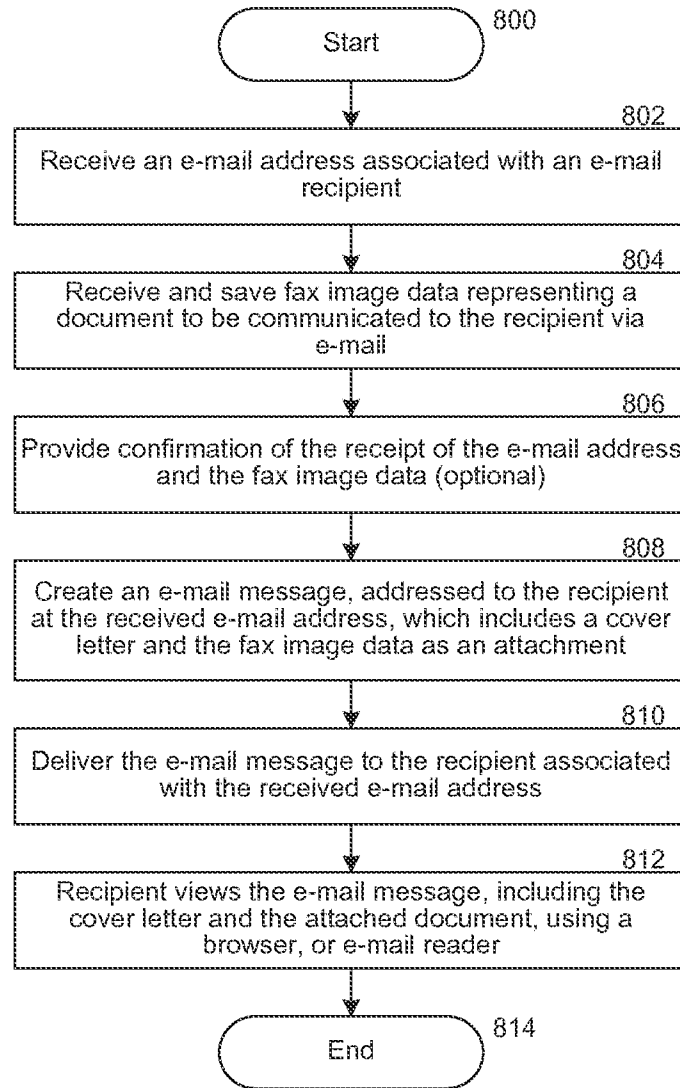 800
Start
802
Receive an e-mail address associated with an e-mail
recipient
804
Receive and save fax image data representing a
document to be communicated to the recipient via
e-mail
806
Provide confirmation of the receipt of the e-mail address
and the fax image data (optional)
808
Create an e-mail message, addressed to the recipient
at the received e-mail address, which includes a cover
letter and the fax image data as an attachment
810
Deliver the e-mail message to the recipient associated
with the received e-mail address
812
Recipient views the e-mail message, including the
cover letter and the attached document, using a
browser, or e-mail reader
814
End